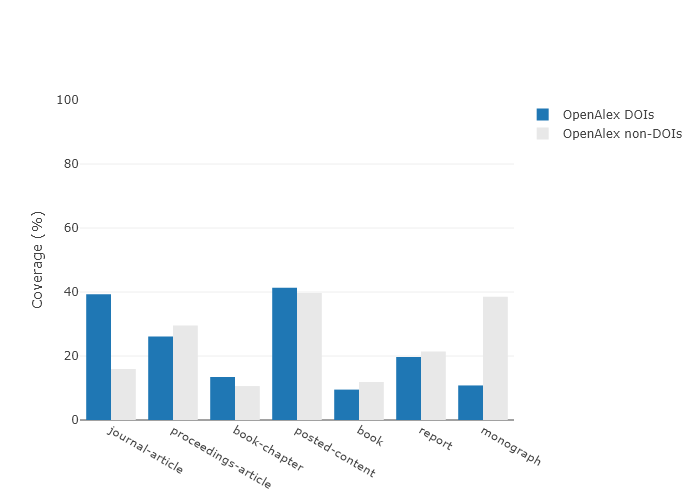 100
80
60
40
20
0
Coverage (%)
journal-article
proceedings-article
book-chapter
posted-content
book
report
monograph
OpenAlex DOIs
OpenAlex non-DOIs